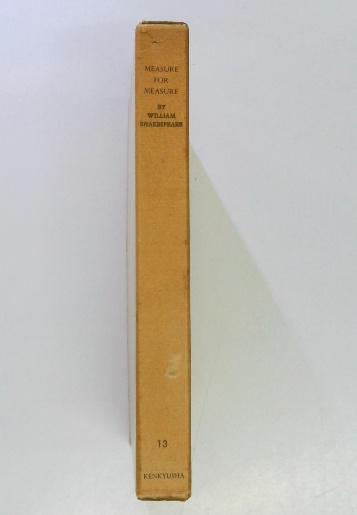 MEASURE
FOR
MEASURE
BY
WILLIAM
SHAKESPEARE
13
KENKYUSHA